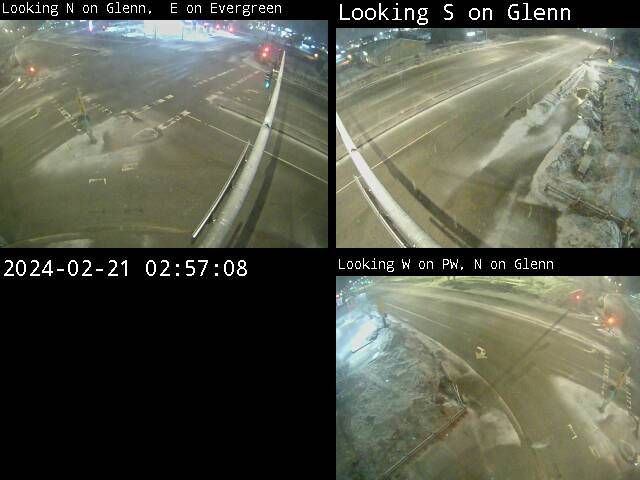 Looking N on Glenn,  E on Evergreen
Looking S on Glenn
2024-02-21 02:57:08
Looking W on PW, N on Glenn